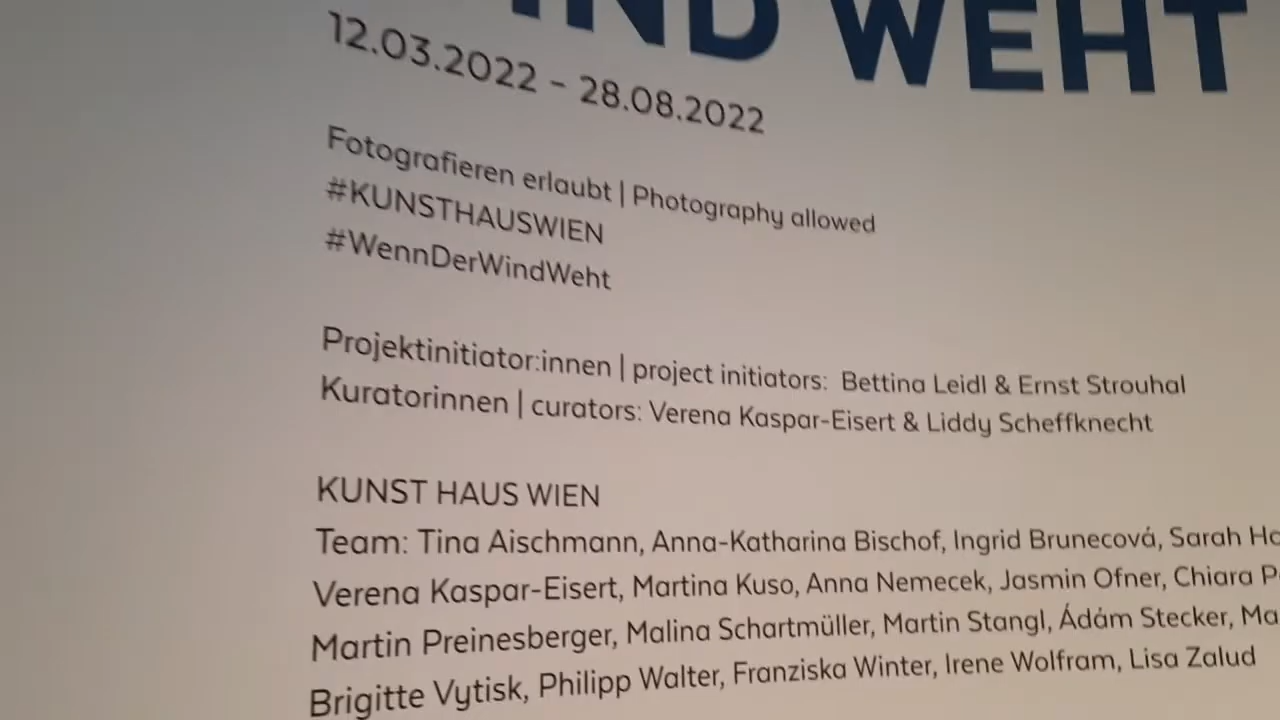 WEHT
12.03.2022 - 28.08.2022
Fotografieren erlaubt | Photography allowed
#KUNSTHAUSWIEN
#WennDerWindWeht
Projektinitiator:innen | project initiators: Bettina Leidl & Ernst Strouhal
Kuratorinnen | curators: Verena Kaspar-Eisert & Liddy Scheffknecht
KUNST HAUS WIEN
Team: Tina Aischmann, Anna-Katharina Bischof, Ingrid Brunecová, Sarah
Verena Kaspar-Eisert, Martina Kuso, Anna Nemecek, Jasmin Ofner, Chiara
Martin Preinesberger, Malina Schartmüller, Martin Stangl, Ádám Stecker,
Brigitte Vytisk, Philipp Walter, Franziska Winter, Irene Wolfram, Lisa Zalud